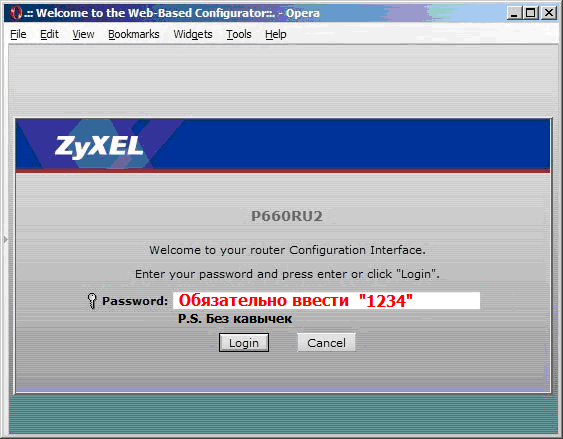 .:: Welcome to the Web-Based Configurator::. - Opera
File Edit View Bookmarks Widgets Tools Help
ZyXEL
P660RU2
Welcome to your router Configuration Interface.
Enter your password and press enter or click "Login".
Password: Обязательно ввести "1234"
P.S. Без кавычек
Login Cancel